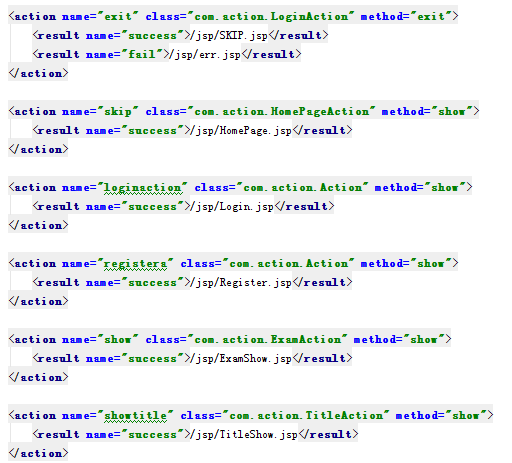 <action name="exit" class="com.action.LoginAction" method="exit">
<result name="success">/jsp/SKIP.jsp</result>
<result name="fail">/jsp/err.jsp</result>
</action>
<action name="skip" class="com.action.HomePageAction" method="show">
<result name="success">/jsp/HomePage.jsp</result>
</action>
<action name="loginaction" class="com.action.Action" method="show">
<result name="success">/jsp/Login.jsp</result>
</action>
<action name="registera" class="com.action.Action" method="show">
<result name="success">/jsp/Register.jsp</result>
</action>
<action name="show" class="com.action.ExamAction" method="show">
<result name="success">/jsp/ExamShow.jsp</result>
</action>
<action name="showtitle" class="com.action.TitleAction" method="show">
<result name="success">/jsp/TitleShow.jsp</result>
</action>